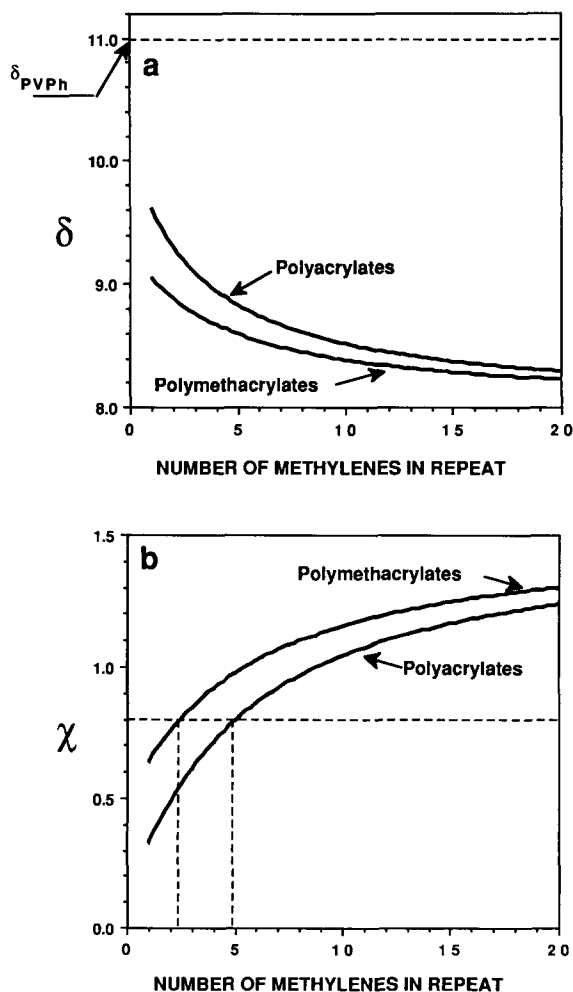 11.0
a
δPVPh
10.0
δ
Polyacrylates
9.0
Polymethacrylates
8.0
0 5 10 15 20
NUMBER OF METHYLENES IN REPEAT
1.5
b
Polymethacrylates
1.0
Polyacrylates
χ
0.5
0.0
0 5 10 15 20
NUMBER OF METHYLENES IN REPEAT